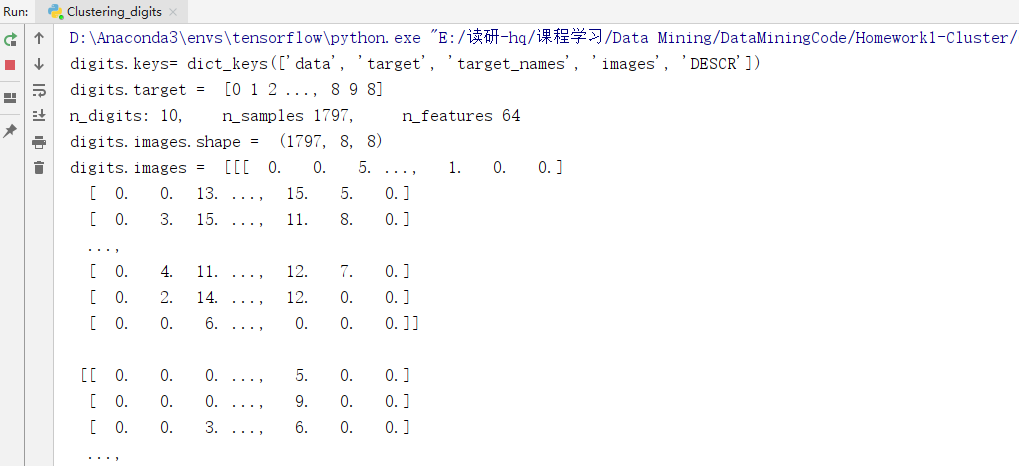 Run: Clustering_digits ×
D:\Anaconda3\envs\tensorflow\python.exe "E:/读研-hq/课程学习/Data Mining/DataMiningCode/Homework1-Cluster/
digits.keys= dict_keys(['data', 'target', 'target_names', 'images', 'DESCR'])
digits.target =  [0 1 2 ..., 8 9 8]
n_digits: 10,    n_samples 1797,     n_features 64
digits.images.shape =  (1797, 8, 8)
digits.images =  [[[  0.   0.   5. ...,   1.   0.   0.]
  [  0.   0.  13. ...,  15.   5.   0.]
  [  0.   3.  15. ...,  11.   8.   0.]
  ...,
  [  0.   4.  11. ...,  12.   7.   0.]
  [  0.   2.  14. ...,  12.   0.   0.]
  [  0.   0.   6. ...,   0.   0.   0.]]
 [[  0.   0.   0. ...,   5.   0.   0.]
  [  0.   0.   0. ...,   9.   0.   0.]
  [  0.   0.   3. ...,   6.   0.   0.]
  ...,